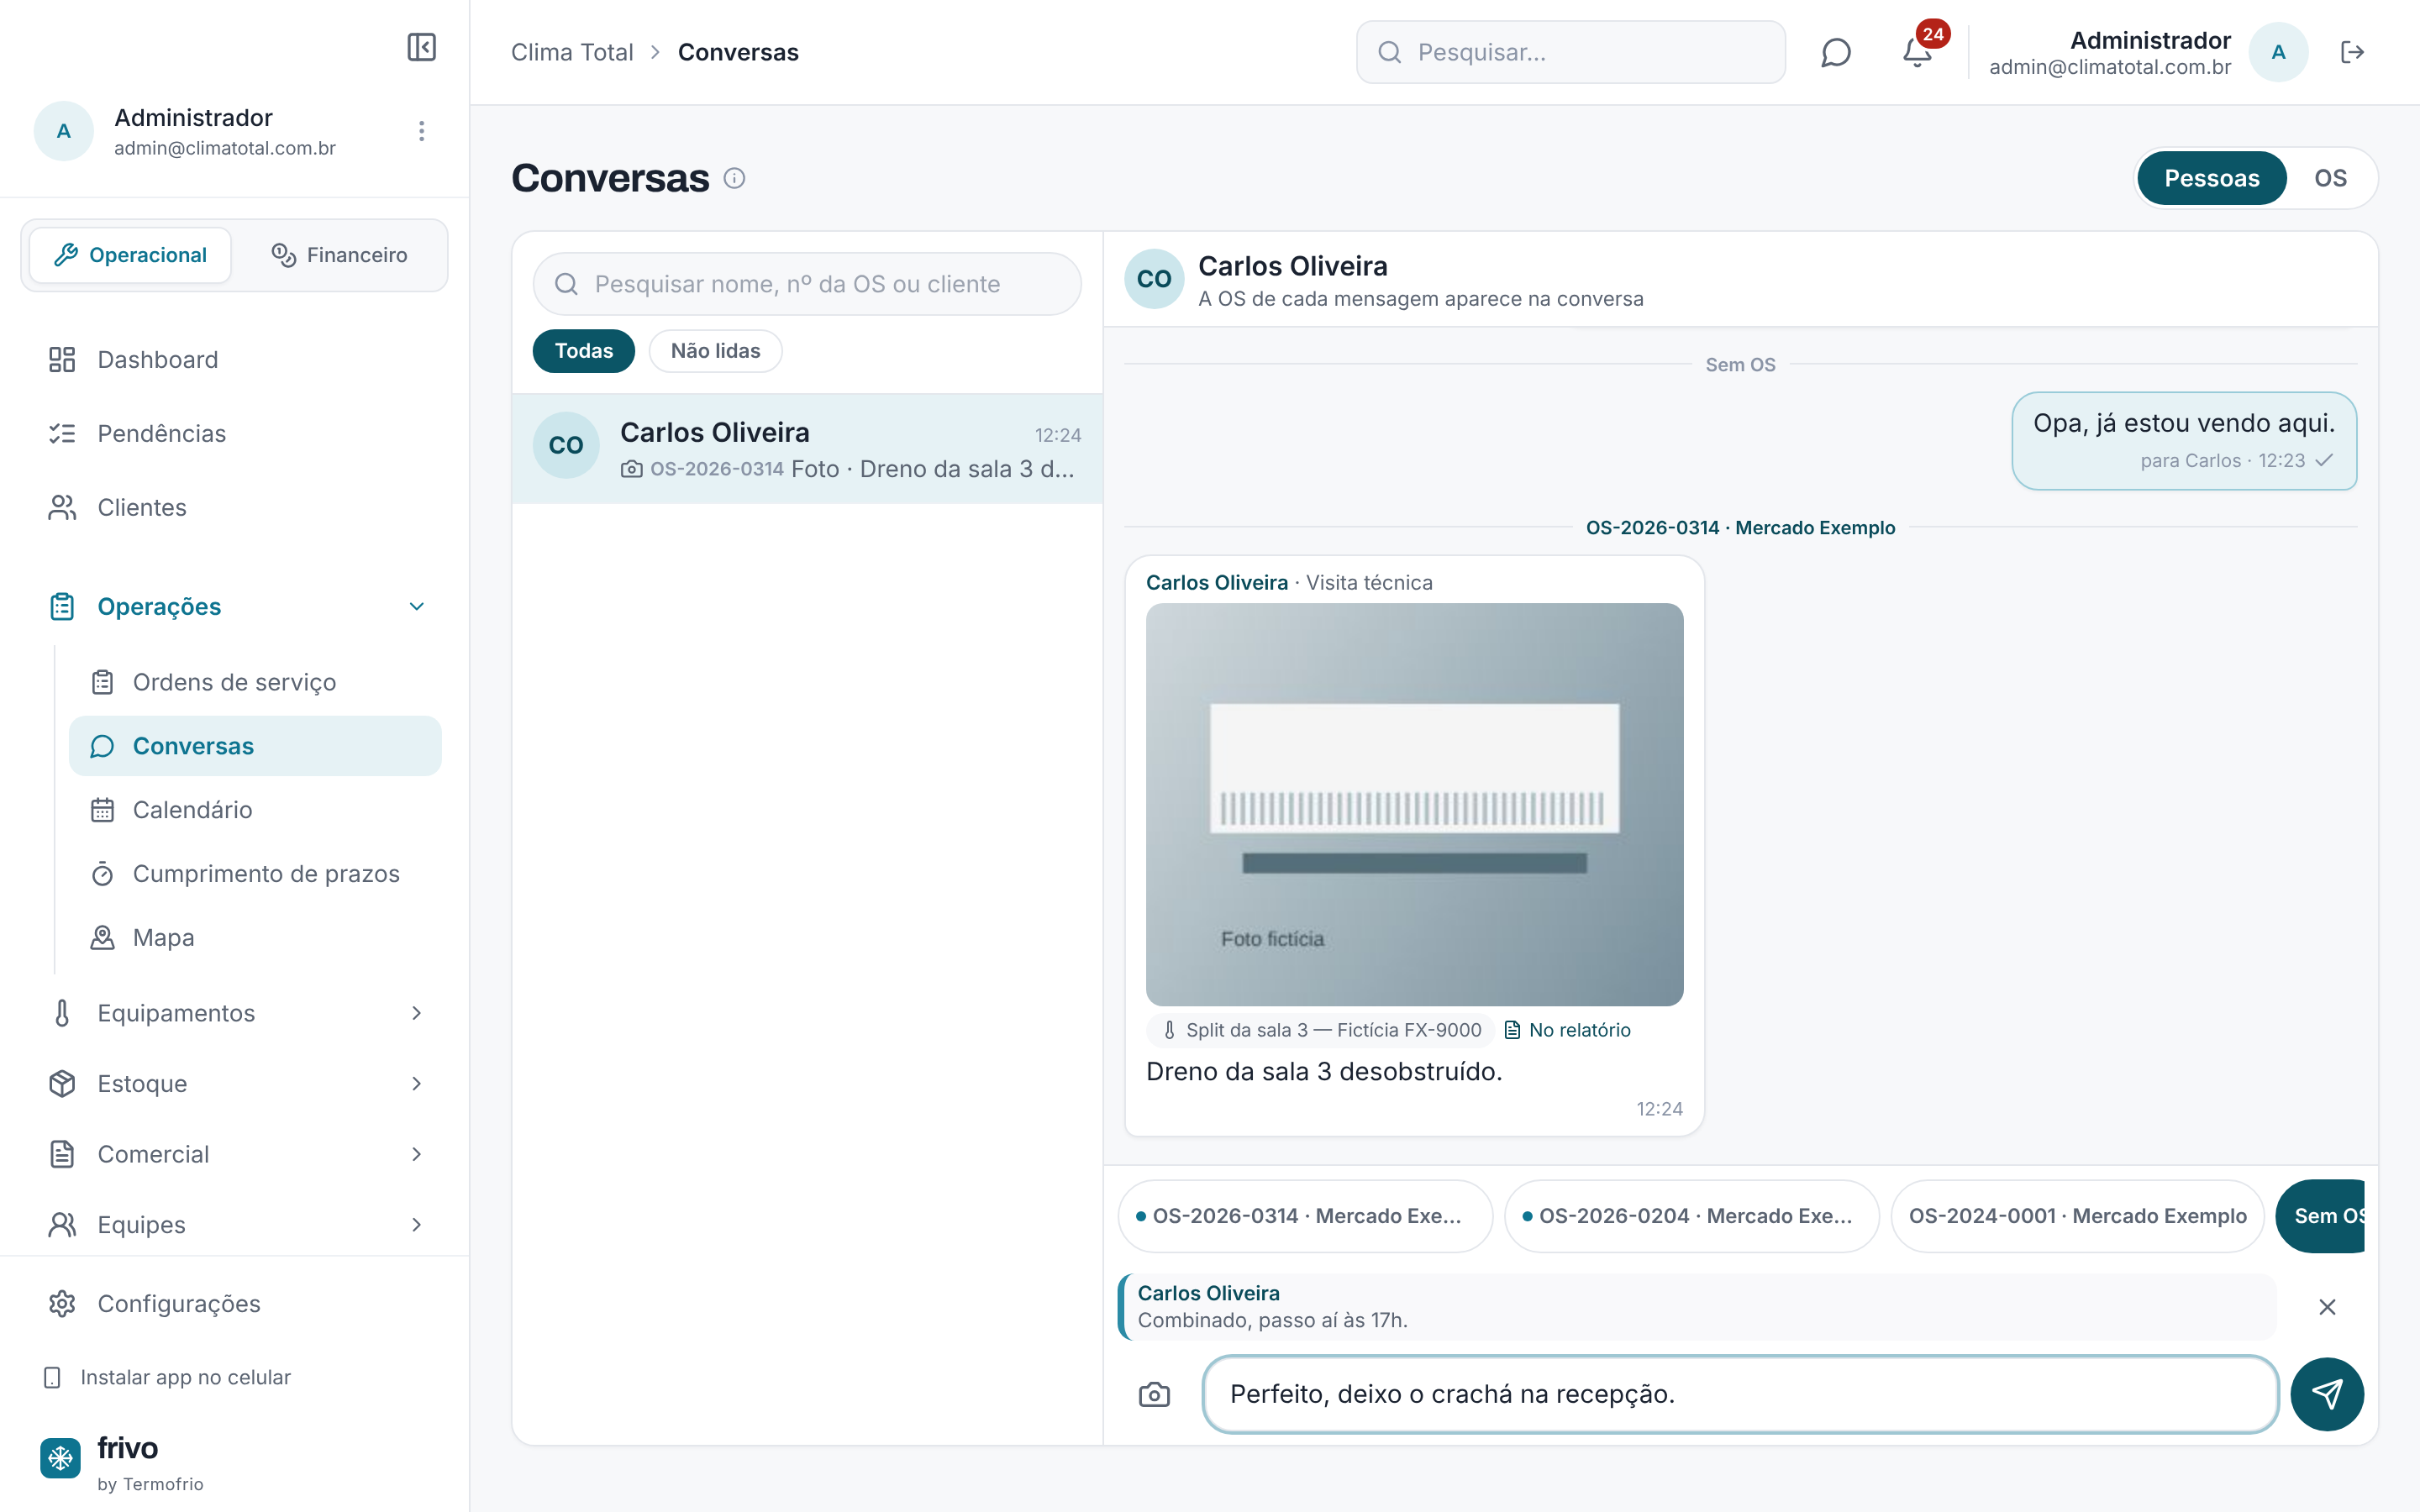 Clima Total > Conversas
Pesquisar...
24
Administrador
admin@climatotal.com.br
A
A
Administrador
admin@climatotal.com.br
Operacional
Financeiro
Dashboard
Pendências
Clientes
Operações
Ordens de serviço
Conversas
Calendário
Cumprimento de prazos
Mapa
Equipamentos
Estoque
Comercial
Equipes
Configurações
Instalar app no celular
frivo
by Termofrio
Conversas
Pessoas
OS
Pesquisar nome, nº da OS ou cliente
Todas
Não lidas
CO
Carlos Oliveira
12:24
OS-2026-0314 Foto · Dreno da sala 3 d...
CO
Carlos Oliveira
A OS de cada mensagem aparece na conversa
Sem OS
Opa, já estou vendo aqui.
para Carlos · 12:23
OS-2026-0314 · Mercado Exemplo
Carlos Oliveira · Visita técnica
Foto fictícia
Split da sala 3 — Fictícia FX-9000
No relatório
Dreno da sala 3 desobstruído.
12:24
OS-2026-0314 · Mercado Exe...
OS-2026-0204 · Mercado Exe...
OS-2024-0001 · Mercado Exemplo
Sem OS
Carlos Oliveira
Combinado, passo aí às 17h.
Perfeito, deixo o crachá na recepção.